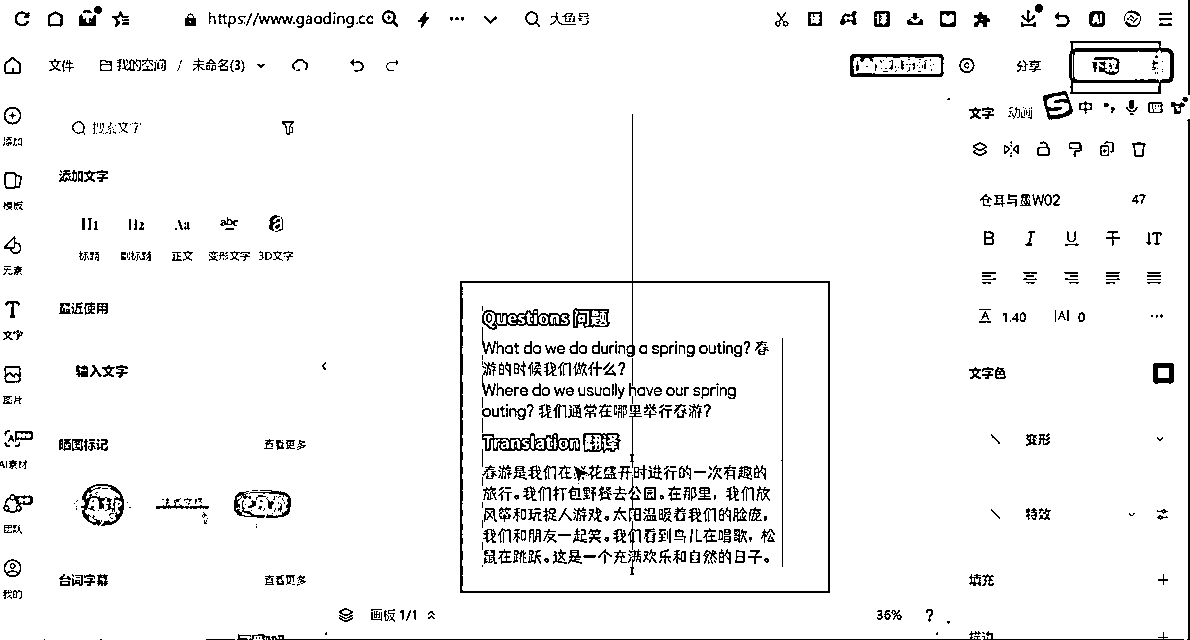 https://www.gaoding.cc
大鱼号
文件
我的空间 / 未命名(3)
分享
下载
搜索文字
添加文字
H1 H2 Aa abc a
标题 副标题 正文 变形文字 3D文字
最近使用
输入文字
晒图标记 查看更多
台词字幕 查看更多
添加
模板
元素
文字
图片
AI素材
团队
我的
Questions 问题
What do we do during a spring outing? 春
游的时候我们做什么?
Where do we usually have our spring
outing? 我们通常在哪里举行春游?
Translation 翻译
春游是我们在 花盛开时进行的一次有趣的
旅行。我们打包野餐去公园。在那里，我们放
风筝和玩捉人游戏。太阳温暖着我们的脸庞，
我们和朋友一起笑。我们看到鸟儿在唱歌，松
鼠在跳跃。这是一个充满欢乐和自然的日子。
画板 1/1
36% ?
文字 动画
中
仓耳与墨W02 47
B I U T IT
A 1.40 |A| 0
文字色
变形
特效
填充
描边